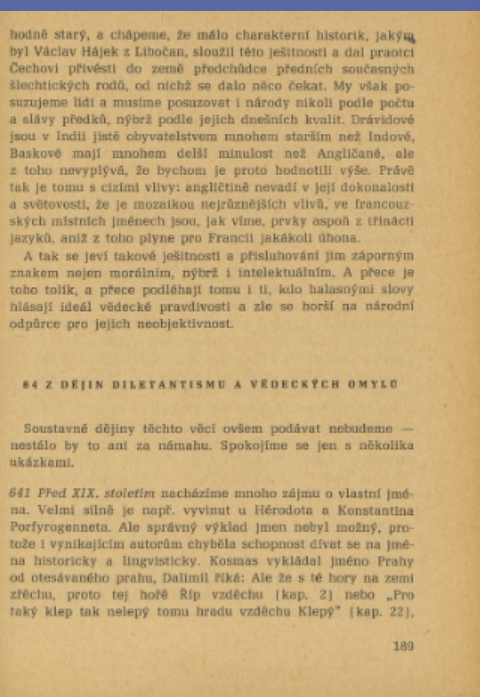 hodně starý, a chápeme, že málo charakterní historik, jakým
byl Václav Hájek z Libočan, sloužil této ješitnosti a dal praotci
Čechovi přivésti do země předchůdce předních současných
šlechtických rodů, od nichž se dalo něco čekat. My však po-
suzujeme lidi a musíme posuzovat i národy nikoli podle počtu
a slávy předků, nýbrž podle jejich dnešních kvalit. Drávidové
jsou v Indii jistě obyvatelstvem mnohem starším než Indové,
Baskové mají mnohem delší minulost než Angličané, ale
z toho nevyplývá, že bychom je proto hodnotili výše. Právě
tak je tomu s cizími vlivy: angličtině nevadí v její dokonalosti
a světovosti, že je mozaikou nejrůznějších vlivů, ve francouz-
ských místních jménech jsou, jak víme, prvky aspoň z třinácti
jazyků, aniž z toho plyne pro Francii jakákoli úhona.
A tak se jeví takové ješitnosti a přisluhování jim záporným
znakem nejen morálním, nýbrž i intelektuálním. A přece je
toho tolik, a přece podléhají tomu i ti, kdo halasnými slovy
hlásají ideál vědecké pravdivosti a zle se horší na národní
odpůrce pro jejich neobjektivnost.
64 Z DĚJIN DILETANTISMU A VĚDECKÝCH OMYLŮ
Soustavné dějiny těchto věcí ovšem podávat nebudeme —
nestálo by to ani za námahu. Spokojíme se jen s několika
ukázkami.
641 Před XIX. stoletím nacházíme mnoho zájmu o vlastní jmé-
na. Velmi silně je např. vyvinut u Hérodota a Konstantina
Porfyrogenneta. Ale správný výklad jmen nebyl možný, pro-
tože i vynikajícím autorům chyběla schopnost dívat se na jmé-
na historicky a lingvisticky. Kosmas vykládal jméno Prahy
od otesávaného prahu, Dalimil říká: Ale že s té hory na zemi
zřěchu, proto tej hořě Říp vzděchu (kap. 2) nebo „Pro
taký klep tak nelepý tomu hradu vzděchu Klepý“ (kap. 22),
189